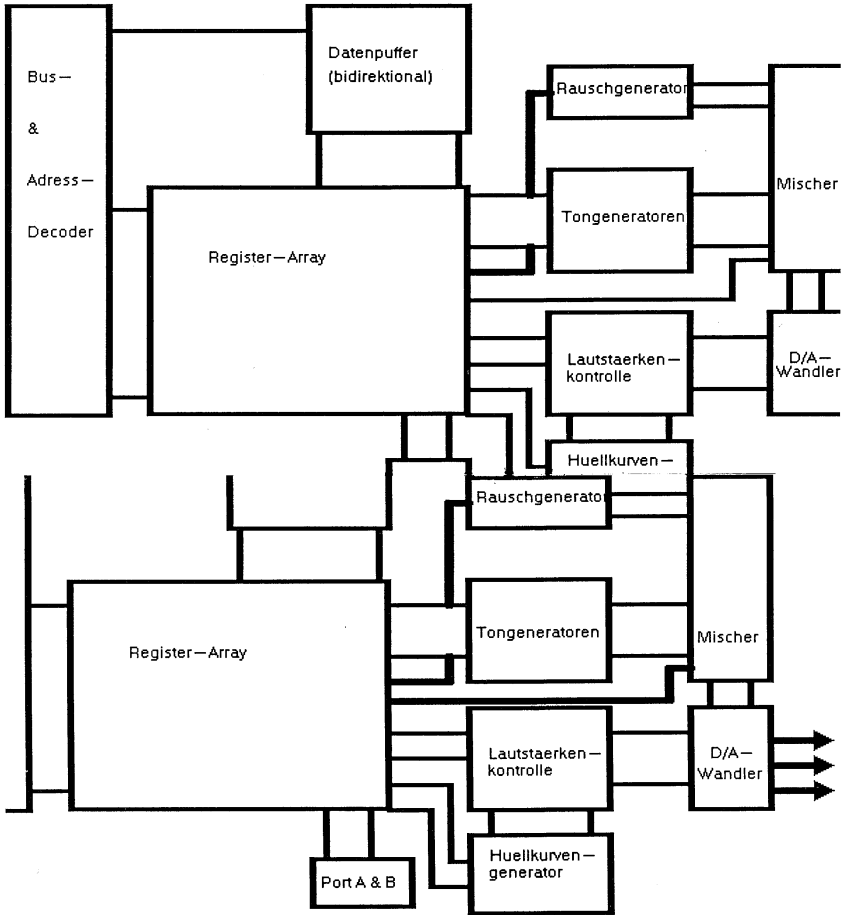 Bus—
&
Adress—
Decoder
Datenpuffer
(bidirektional)
Rauschgenerator
Mischer
Tongeneratoren
Register—Array
Lautstaerken—
kontrolle
D/A—
Wandler
Huellkurven—
Rauschgenerator
Tongeneratoren
Mischer
Register—Array
Lautstaerken—
kontrolle
D/A—
Wandler
Huellkurven—
generator
Port A & B